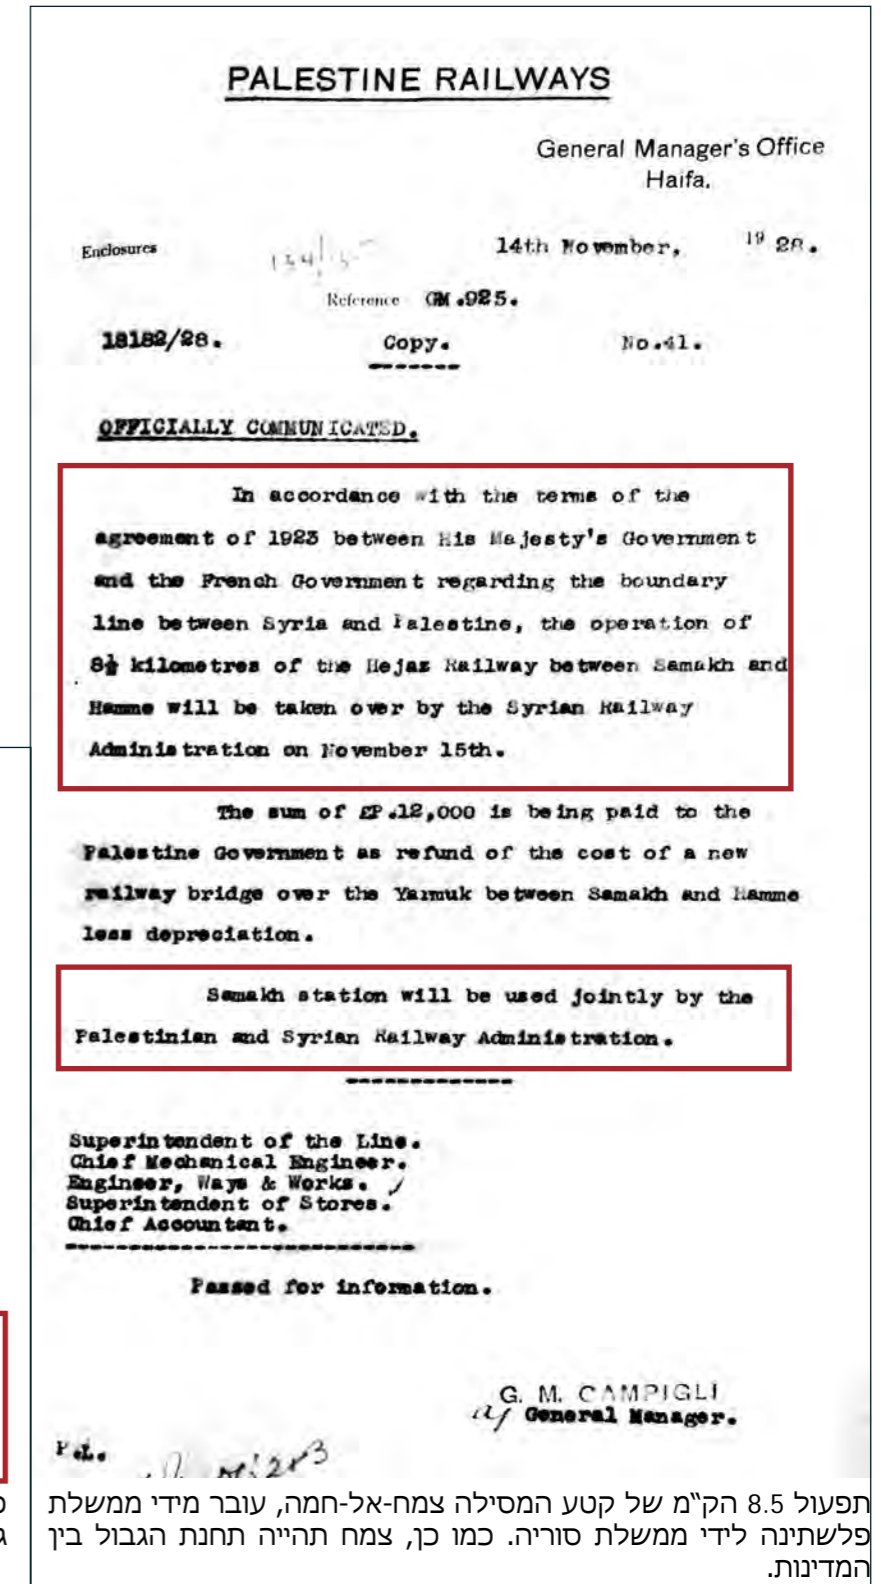 PALESTINE RAILWAYS
General Manager's Office
Haifa.
Enclosures 14th November, 19 28.
Reference GM.925.
18182/28. Copy. No.41.
OFFICIALLY COMMUNICATED.
In accordance with the terms of the
agreement of 1923 between His Majesty's Government
and the French Government regarding the boundary
line between Syria and Palestine, the operation of
8½ kilometres of the Hejaz Railway between Samakh and
Hamme will be taken over by the Syrian Railway
Administration on November 15th.
The sum of £P.12,000 is being paid to the
Palestine Government as refund of the cost of a new
railway bridge over the Yarmuk between Samakh and Hamme
less depreciation.
Samakh station will be used jointly by the
Palestinian and Syrian Railway Administration.
Superintendent of the Line.
Chief Mechanical Engineer.
Engineer, Ways & Works.
Superintendent of Stores.
Chief Accountant.
Passed for information.
G. M. CAMPIGLI
General Manager.
תפעול 8.5 הק"מ של קטע המסילה צמח-אל-חמה, עובר מידי ממשלת
פלשתינה לידי ממשלת סוריה. כמו כן, צמח תהייה תחנת הגבול בין
המדינות.